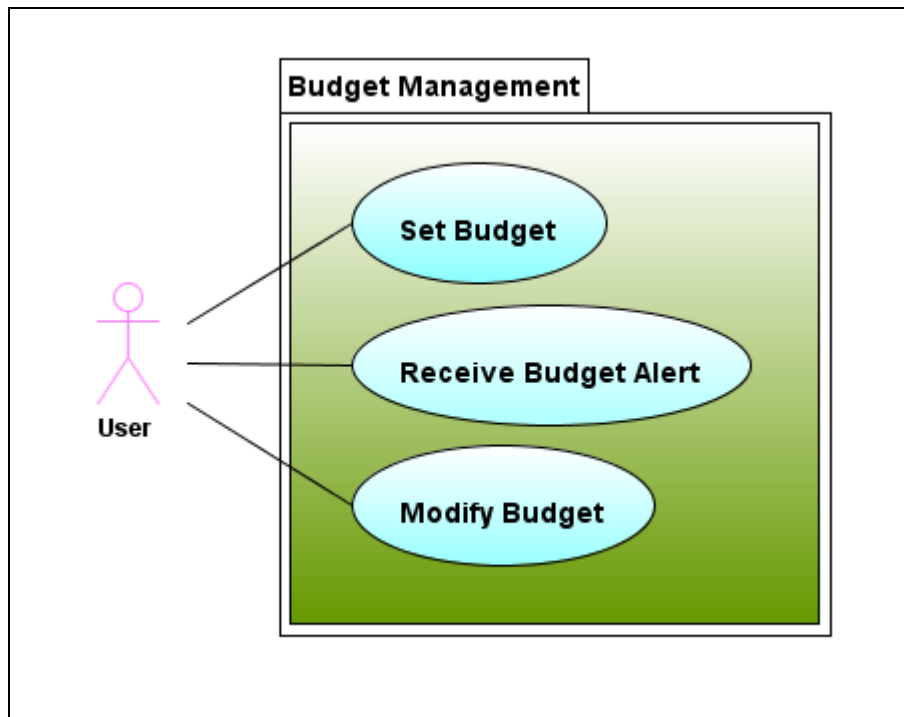 Budget Management
Set Budget
Receive Budget Alert
User
Modify Budget